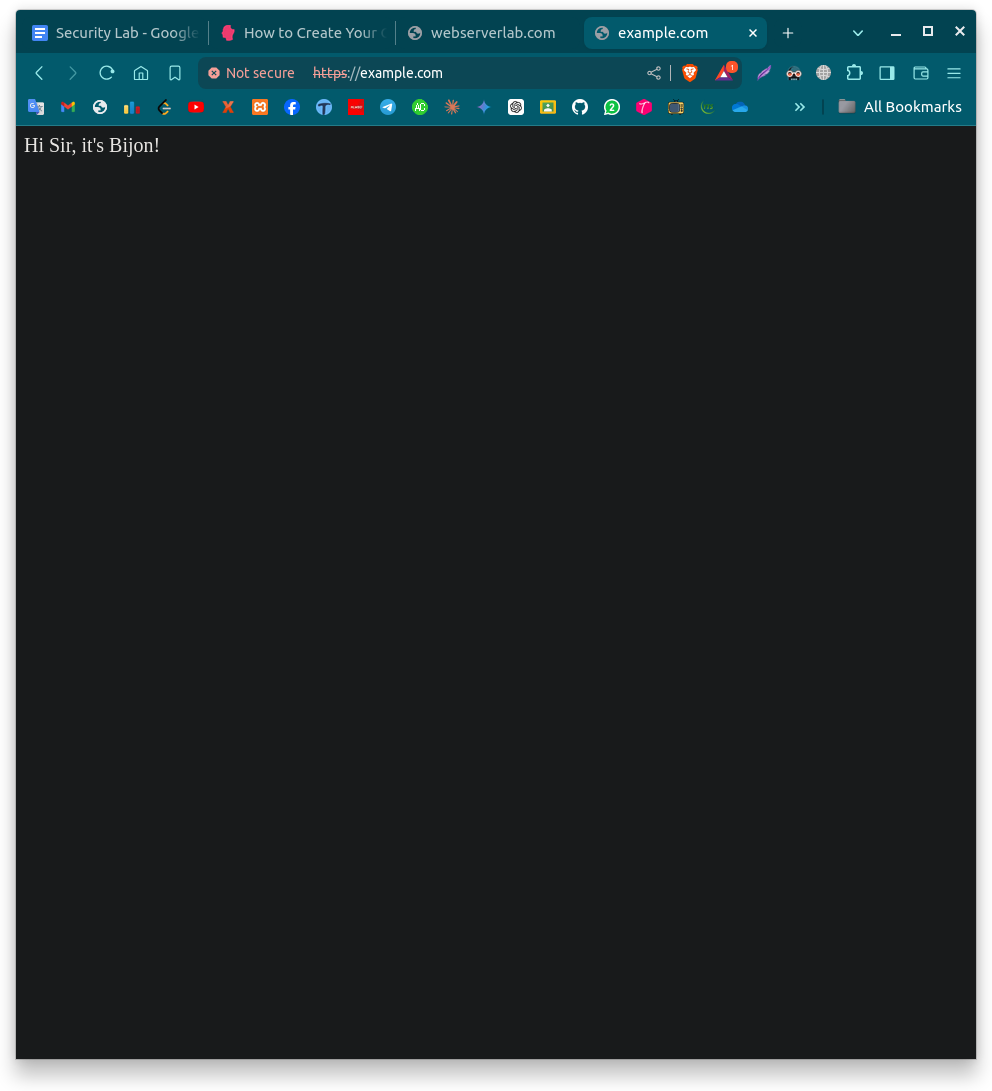 Security Lab - Google
How to Create Your C
webserverlab.com
example.com
Not secure
https://example.com
1
2
All Bookmarks
Hi Sir, it's Bijon!